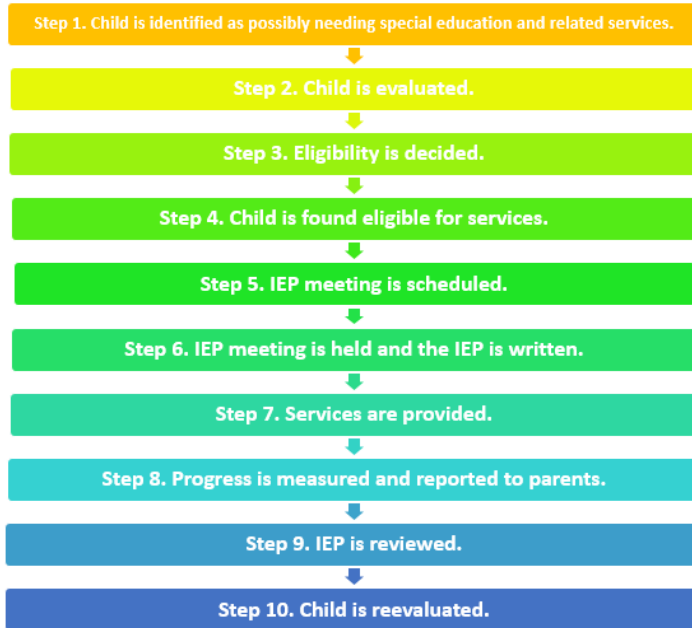 Step 1. Child is identified as possibly needing special education and related services.
Step 2. Child is evaluated.
Step 3. Eligibility is decided.
Step 4. Child is found eligible for services.
Step 5. IEP meeting is scheduled.
Step 6. IEP meeting is held and the IEP is written.
Step 7. Services are provided.
Step 8. Progress is measured and reported to parents.
Step 9. IEP is reviewed.
Step 10. Child is reevaluated.